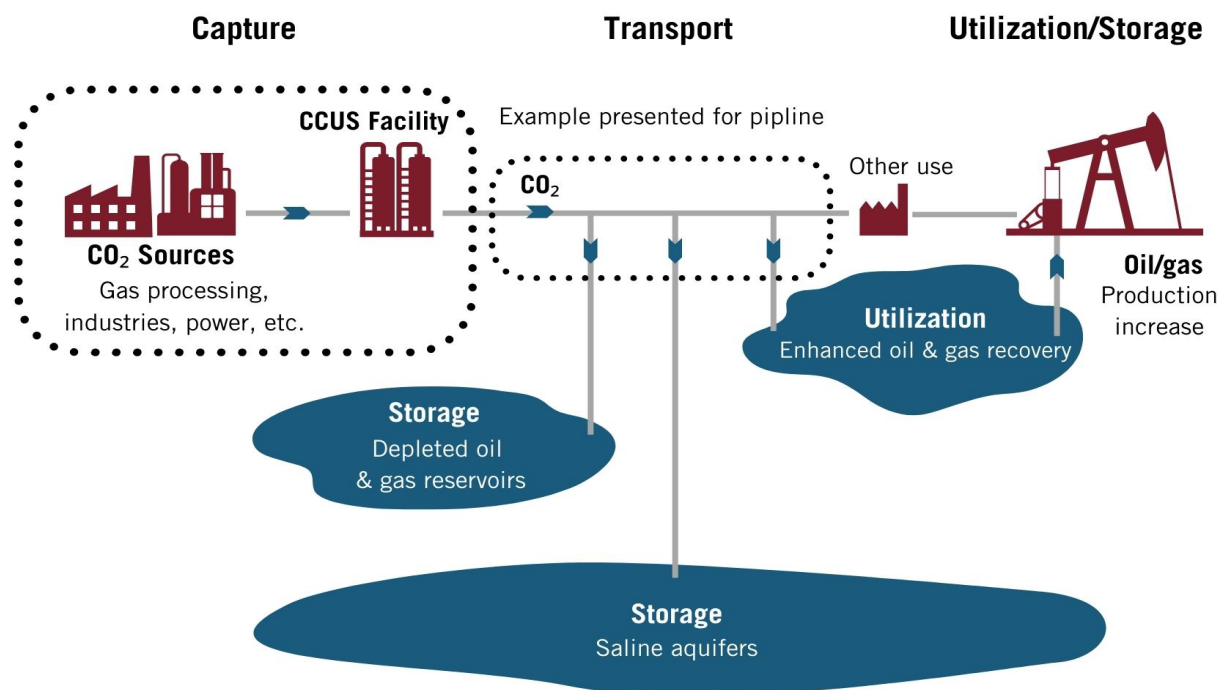 Capture
Transport
Utilization/Storage
CCUS Facility
CO₂ Sources
Gas processing,
industries, power, etc.
Example presented for pipline
CO₂
Other use
Oil/gas
Production
increase
Utilization
Enhanced oil & gas recovery
Storage
Depleted oil
& gas reservoirs
Storage
Saline aquifers